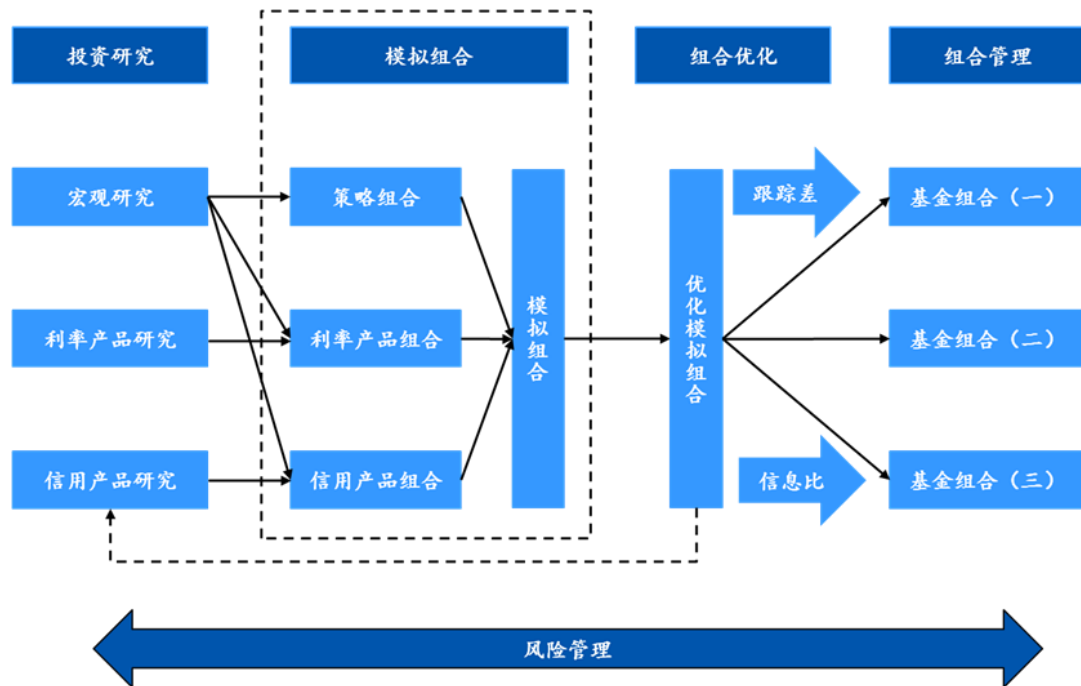 投资研究
模拟组合
组合优化
组合管理
宏观研究
策略组合
跟踪差
基金组合（一）
利率产品研究
利率产品组合
模拟组合
优化模拟组合
基金组合（二）
信用产品研究
信用产品组合
信息比
基金组合（三）
风险管理